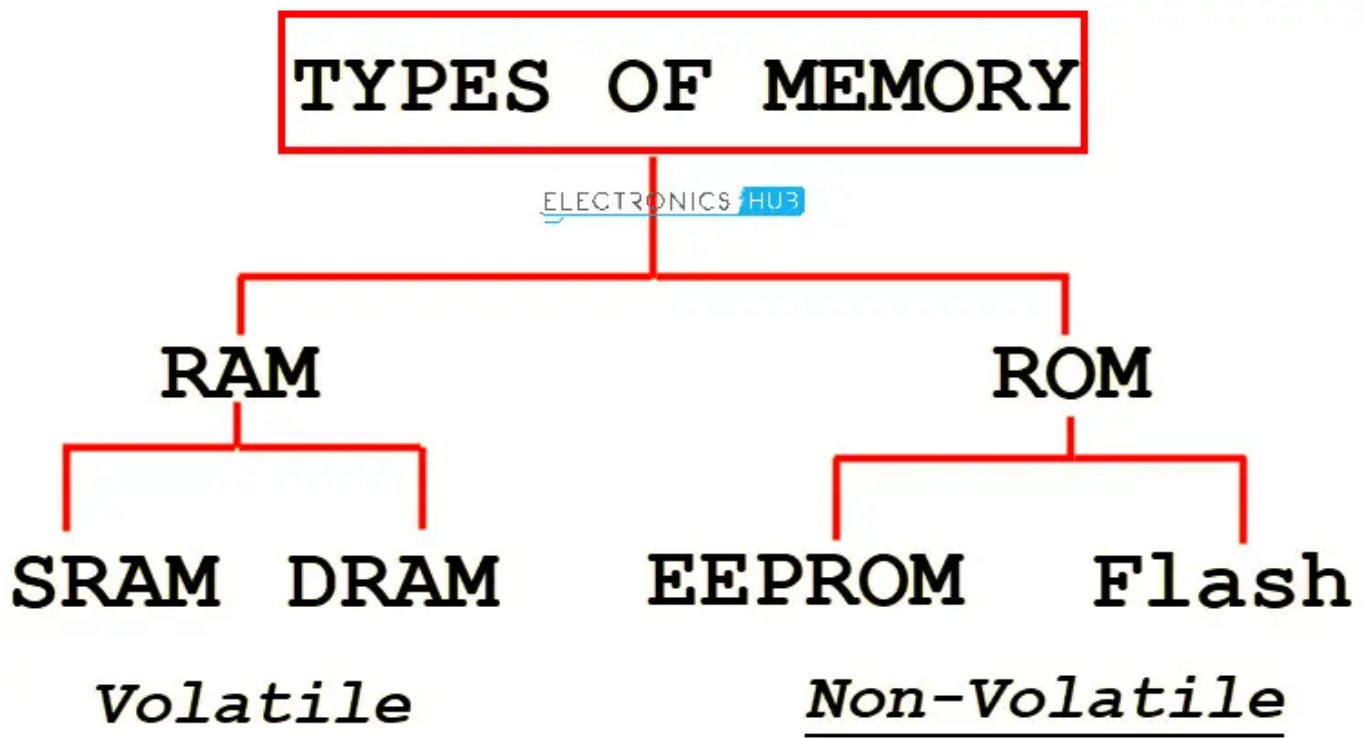 TYPES OF MEMORY
ELECTRONICS HUB
RAM ROM
SRAM DRAM EEPROM Flash
Volatile Non-Volatile